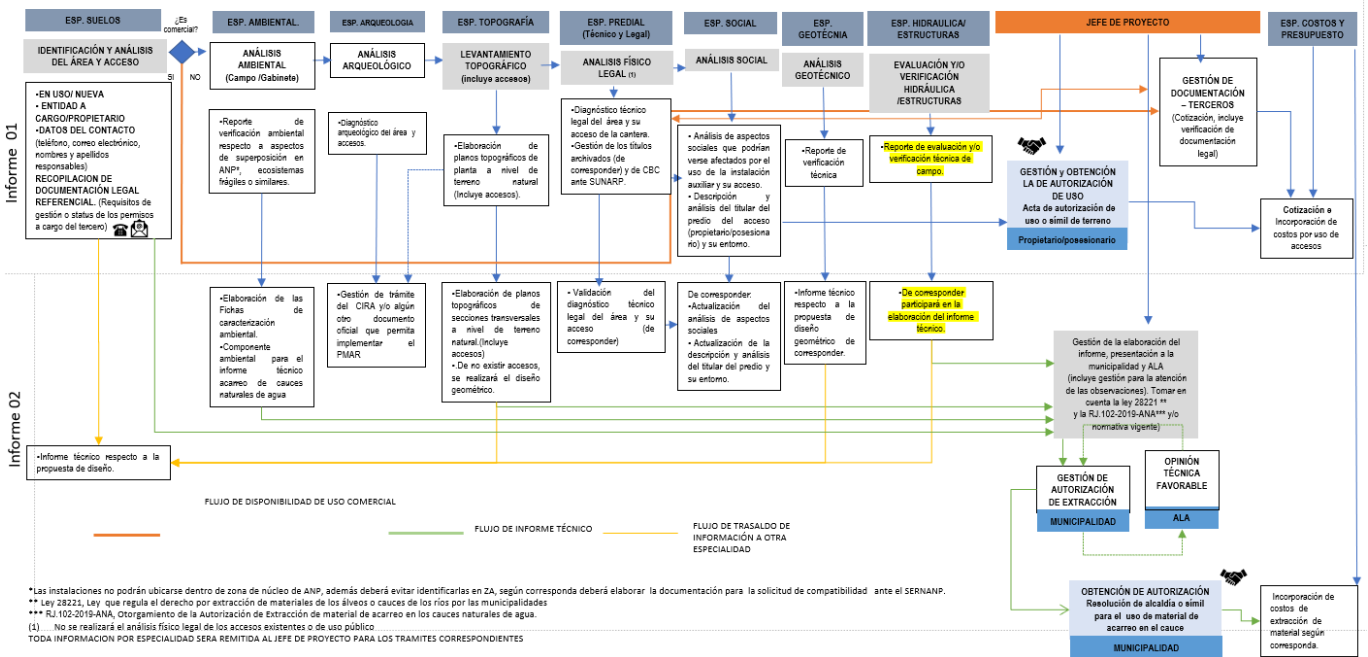 ESP. SUELOS
¿Es
comercial?
ESP. AMBIENTAL.
ESP. ARQUEOLOGIA
ESP. TOPOGRAFÍA
ESP. PREDIAL
(Técnico y Legal)
ESP. SOCIAL
ESP.
GEOTÉCNIA
ESP. HIDRAULICA/
ESTRUCTURAS
JEFE DE PROYECTO
ESP. COSTOS Y
PRESUPUESTO
IDENTIFICACIÓN Y ANÁLISIS
DEL ÁREA Y ACCESO
SI
NO
ANÁLISIS
AMBIENTAL
(Campo /Gabinete)
ANÁLISIS
ARQUEOLÓGICO
LEVANTAMIENTO
TOPOGRÁFICO
(incluye accesos)
ANALISIS FÍSICO
LEGAL (1)
ANÁLISIS SOCIAL
ANÁLISIS
GEOTÉCNICO
EVALUACIÓN Y/O
VERIFICACIÓN
HIDRÁULICA
/ESTRUCTURAS
GESTIÓN DE
DOCUMENTACIÓN
– TERCEROS
(Cotización, incluye
verificación de
documentación
legal)
Informe 01
•EN USO/ NUEVA
• ENTIDAD A
CARGO/PROPIETARIO
•DATOS DEL CONTACTO
(teléfono, correo electrónico,
nombres y apellidos
responsables)
RECOPILACION DE
DOCUMENTACIÓN LEGAL
REFERENCIAL. (Requisitos de
gestión o status de los permisos
a cargo del tercero)
•Reporte de
verificación ambiental
respecto a aspectos
de superposición en
ANP*, ecosistemas
frágiles o similares.
•Diagnóstico
arqueológico del área y
accesos.
•Elaboración de
planos topográficos de
planta a nivel de
terreno natural
(Incluye accesos).
•Diagnóstico técnico
legal del área y su
acceso de la cantera.
•Gestión de los títulos
archivados (de
corresponder) y de CBC
ante SUNARP.
• Análisis de aspectos
sociales que podrían
verse afectados por el
uso de la instalación
auxiliar y su acceso.
• Descripción y
análisis del titular del
predio del acceso
(propietario/posesiona
rio) y su entorno.
•Reporte de
verificación
técnica
•Reporte de evaluación y/o
verificación técnica de
campo.
GESTIÓN y OBTENCIÓN
LA DE AUTORIZACIÓN
DE USO
Acta de autorización de
uso o símil de terreno
Propietario/posesionario
Cotización e
Incorporación de
costos por uso de
accesos
Informe 02
•Elaboración de las
Fichas de
caracterización
ambiental.
•Componente
ambiental para el
informe técnico
acarreo de cauces
naturales de agua
•Gestión de trámite
del CIRA y/o algún
otro documento
oficial que permita
implementar el
PMAR
•Elaboración de planos
topográficos de
secciones transversales
a nivel de terreno
natural.(Incluye
accesos)
•.De no existir accesos,
se realizará el diseño
geométrico.
• Validación del
diagnóstico técnico
legal del área y su
acceso (de
corresponder)
De corresponder:
•Actualización del
análisis de aspectos
sociales
• Actualización de la
descripción y análisis
del titular del predio y
su entorno.
•Informe técnico
respecto a la
propuesta de
diseño
geométrico de
corresponder.
•De corresponder
participará en la
elaboración del informe
técnico.
Gestión de la elaboración del
informe, presentación a la
municipalidad y ALA
(incluye gestión para la atención
de las observaciones). Tomar en
cuenta la ley 28221 **
y la RJ.102-2019-ANA*** y/o
normativa vigente)
•Informe técnico respecto a la
propuesta de diseño.
GESTIÓN DE
AUTORIZACIÓN
DE EXTRACCIÓN
MUNICIPALIDAD
OPINIÓN
TÉCNICA
FAVORABLE
ALA
FLUJO DE DISPONIBILIDAD DE USO COMERCIAL
FLUJO DE INFORME TÉCNICO
FLUJO DE TRASALDO DE
INFORMACIÓN A OTRA
ESPECIALIDAD
OBTENCIÓN DE AUTORIZACIÓN
Resolución de alcaldía o símil
para el uso de material de
acarreo en el cauce
MUNICIPALIDAD
Incorporación de
costos de
extracción de
material según
corresponda.
*Las instalaciones no podrán ubicarse dentro de zona de núcleo de ANP, además deberá evitar identificarlas en ZA, según corresponda deberá elaborar la documentación para la solicitud de compatibilidad ante el SERNANP.
** Ley 28221, Ley que regula el derecho por extracción de materiales de los álveos o cauces de los ríos por las municipalidades
*** RJ.102-2019-ANA, Otorgamiento de la Autorización de Extracción de material de acarreo en los cauces naturales de agua.
(1) No se realizará el análisis físico legal de los accesos existentes o de uso público
TODA INFORMACION POR ESPECIALIDAD SERA REMITIDA AL JEFE DE PROYECTO PARA LOS TRAMITES CORRESPONDIENTES